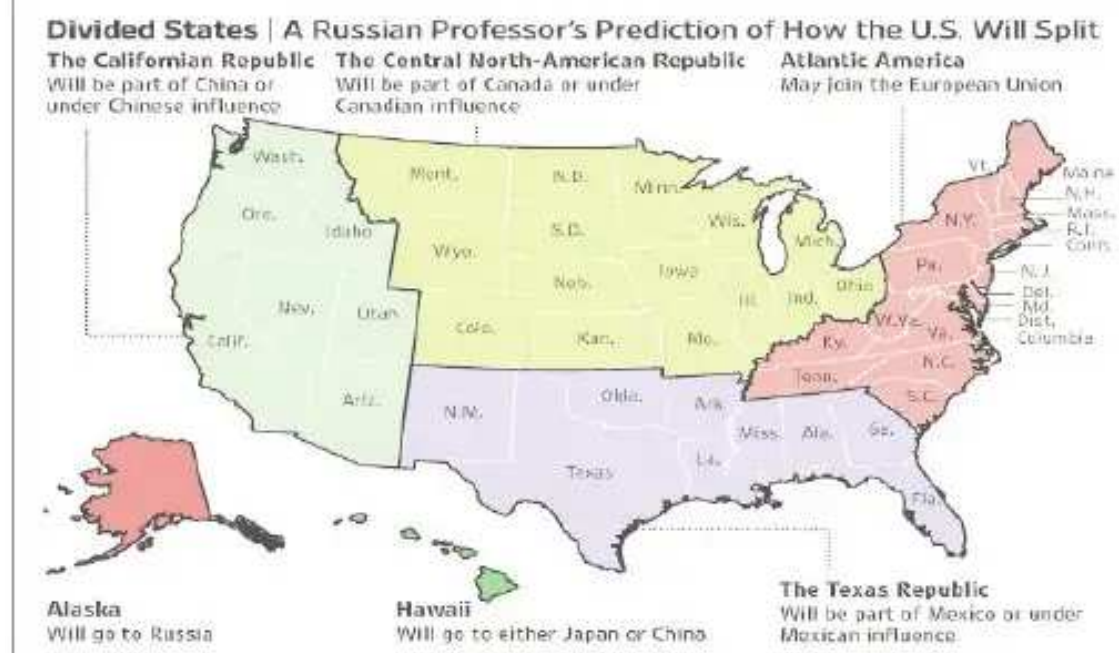 Divided States | A Russian Professor's Prediction of How the U.S. Will Split
The Californian Republic
Will be part of China or
under Chinese influence
The Central North-American Republic
Will be part of Canada or under
Canadian influence
Atlantic America
May join the European Union
Wash.
Ore.
Idaho
Nev.
Utah
Calif.
Ariz.
Mont.
N.D.
Minn.
S.D.
Wis.
Mich.
Wyo.
Neb.
Iowa
Ill.
Ind.
Ohio
Colo.
Kan.
Mo.
Vt.
Maine
N.H.
Mass.
R.I.
Conn.
N.Y.
Pa.
N.J.
Del.
Md.
Dist.
Columbia
W.Va.
Va.
Ky.
N.C.
Tenn.
S.C.
N.M.
Okla.
Ark.
Texas
La.
Miss.
Ala.
Ga.
Fla.
Alaska
Will go to Russia
Hawaii
Will go to either Japan or China
The Texas Republic
Will be part of Mexico or under
Mexican influence